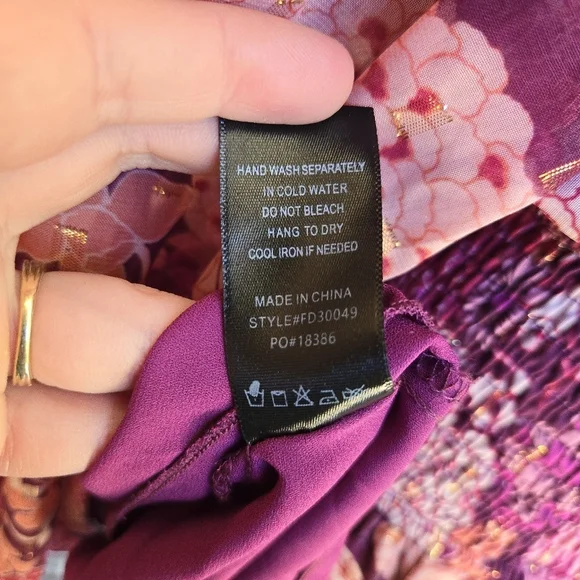 HAND WASH SEPARATELY
IN COLD WATER
DO NOT BLEACH
HANG TO DRY
COOL IRON IF NEEDED
MADE IN CHINA
STYLE#FD30049
PO#18386